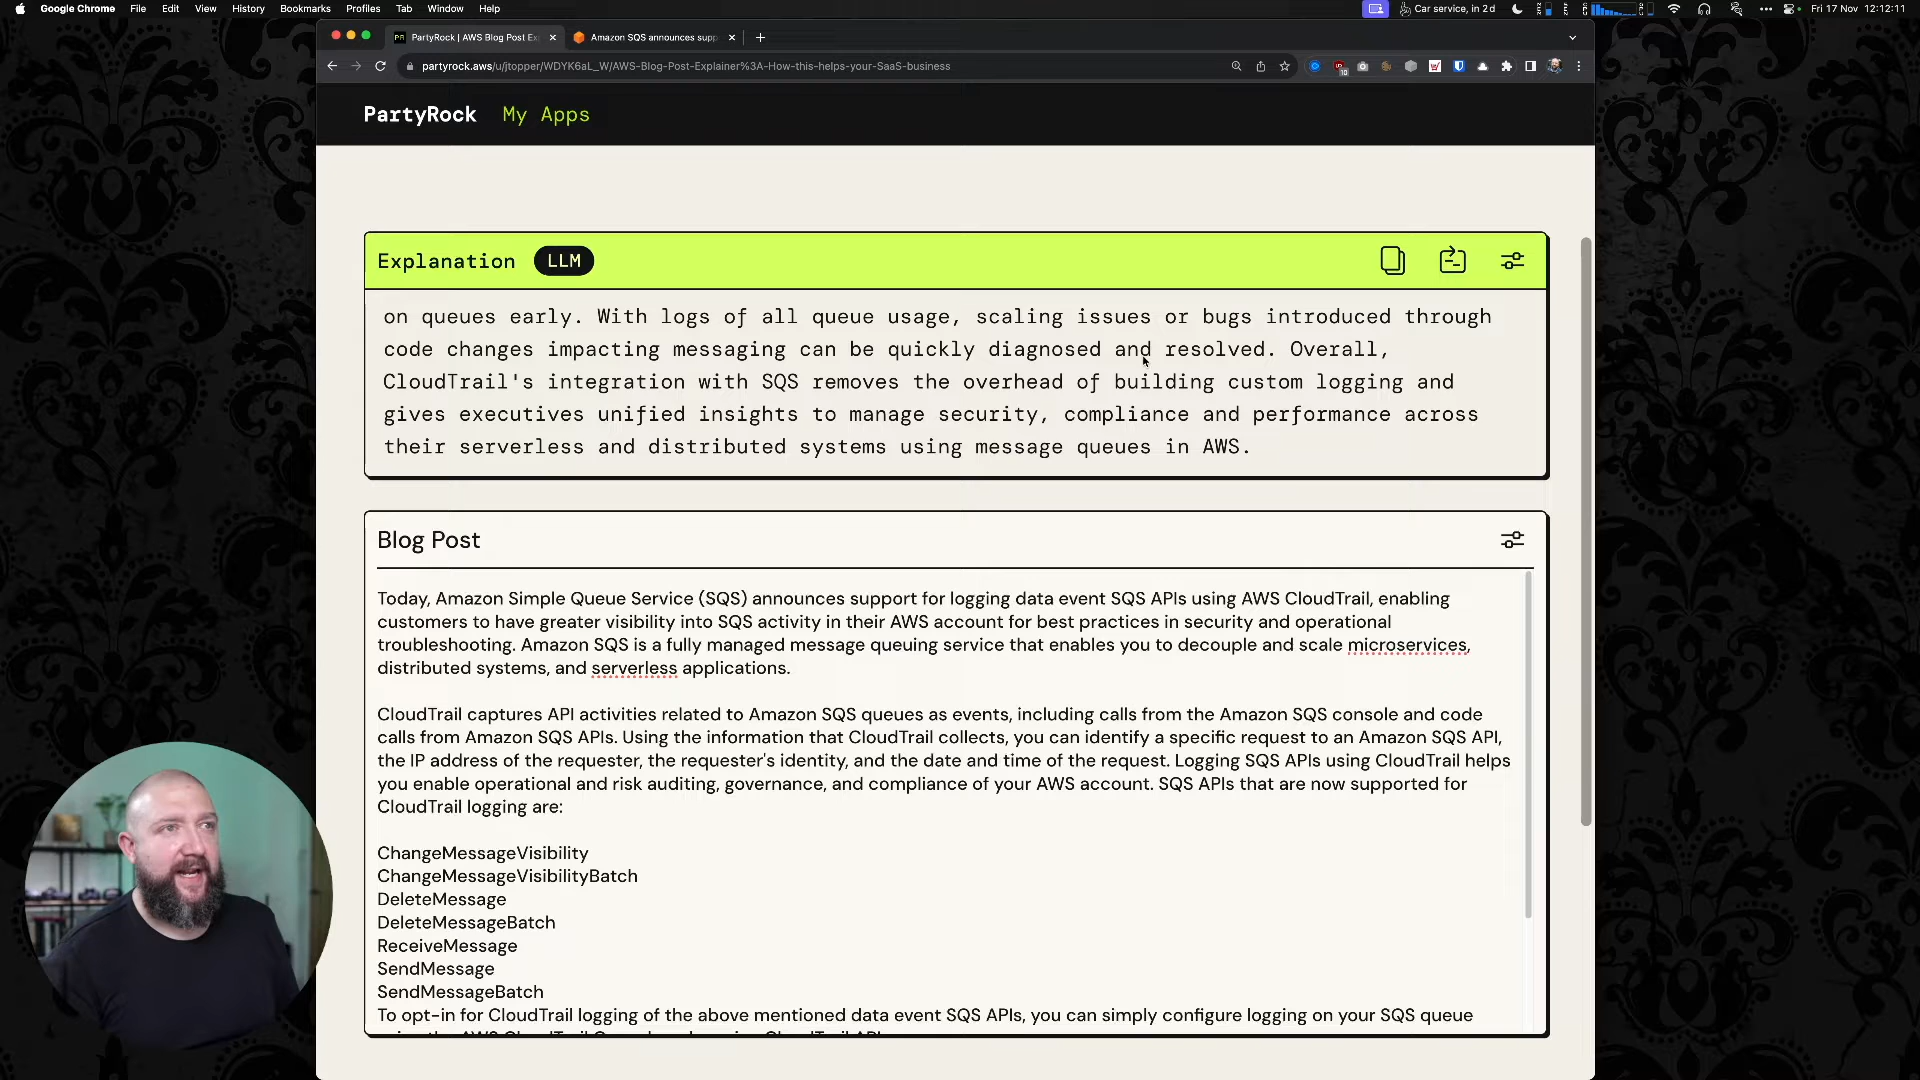 Google Chrome File Edit View History Bookmarks Profiles Tab Window Help Car service, in 2 d Fri 17 Nov 12:12:11
PartyRock | AWS Blog Post Ex Amazon SQS announces supp
partyrock.aws/u/jtopper/WDYK6aL_W/AWS-Blog-Post-Explainer%3A-How-this-helps-your-SaaS-business
PartyRock My Apps
Explanation LLM
on queues early. With logs of all queue usage, scaling issues or bugs introduced through
code changes impacting messaging can be quickly diagnosed and resolved. Overall,
CloudTrail's integration with SQS removes the overhead of building custom logging and
gives executives unified insights to manage security, compliance and performance across
their serverless and distributed systems using message queues in AWS.
Blog Post
Today, Amazon Simple Queue Service (SQS) announces support for logging data event SQS APIs using AWS CloudTrail, enabling
customers to have greater visibility into SQS activity in their AWS account for best practices in security and operational
troubleshooting. Amazon SQS is a fully managed message queuing service that enables you to decouple and scale microservices,
distributed systems, and serverless applications.
CloudTrail captures API activities related to Amazon SQS queues as events, including calls from the Amazon SQS console and code
calls from Amazon SQS APIs. Using the information that CloudTrail collects, you can identify a specific request to an Amazon SQS API,
the IP address of the requester, the requester's identity, and the date and time of the request. Logging SQS APIs using CloudTrail helps
you enable operational and risk auditing, governance, and compliance of your AWS account. SQS APIs that are now supported for
CloudTrail logging are:
ChangeMessageVisibility
ChangeMessageVisibilityBatch
DeleteMessage
DeleteMessageBatch
ReceiveMessage
SendMessage
SendMessageBatch
To opt-in for CloudTrail logging of the above mentioned data event SQS APIs, you can simply configure logging on your SQS queue